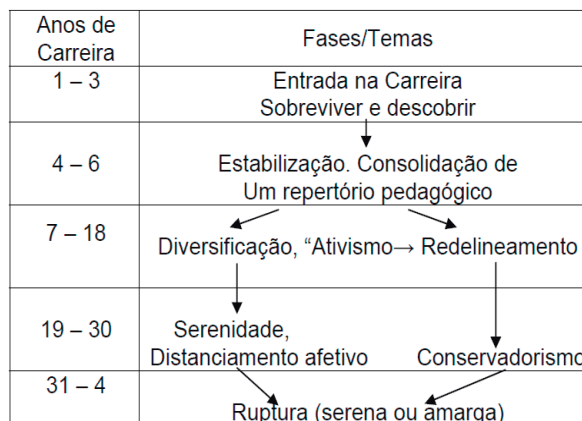 Anos de
Carreira
Fases/Temas
1 – 3
Entrada na Carreira
Sobreviver e descobrir
4 – 6
Estabilização. Consolidação de
Um repertório pedagógico
7 – 18
Diversificação, “Ativismo→ Redelineamento
19 – 30
Serenidade,
Distanciamento afetivo
Conservadorismo
31 – 4
Ruptura (serena ou amarga)